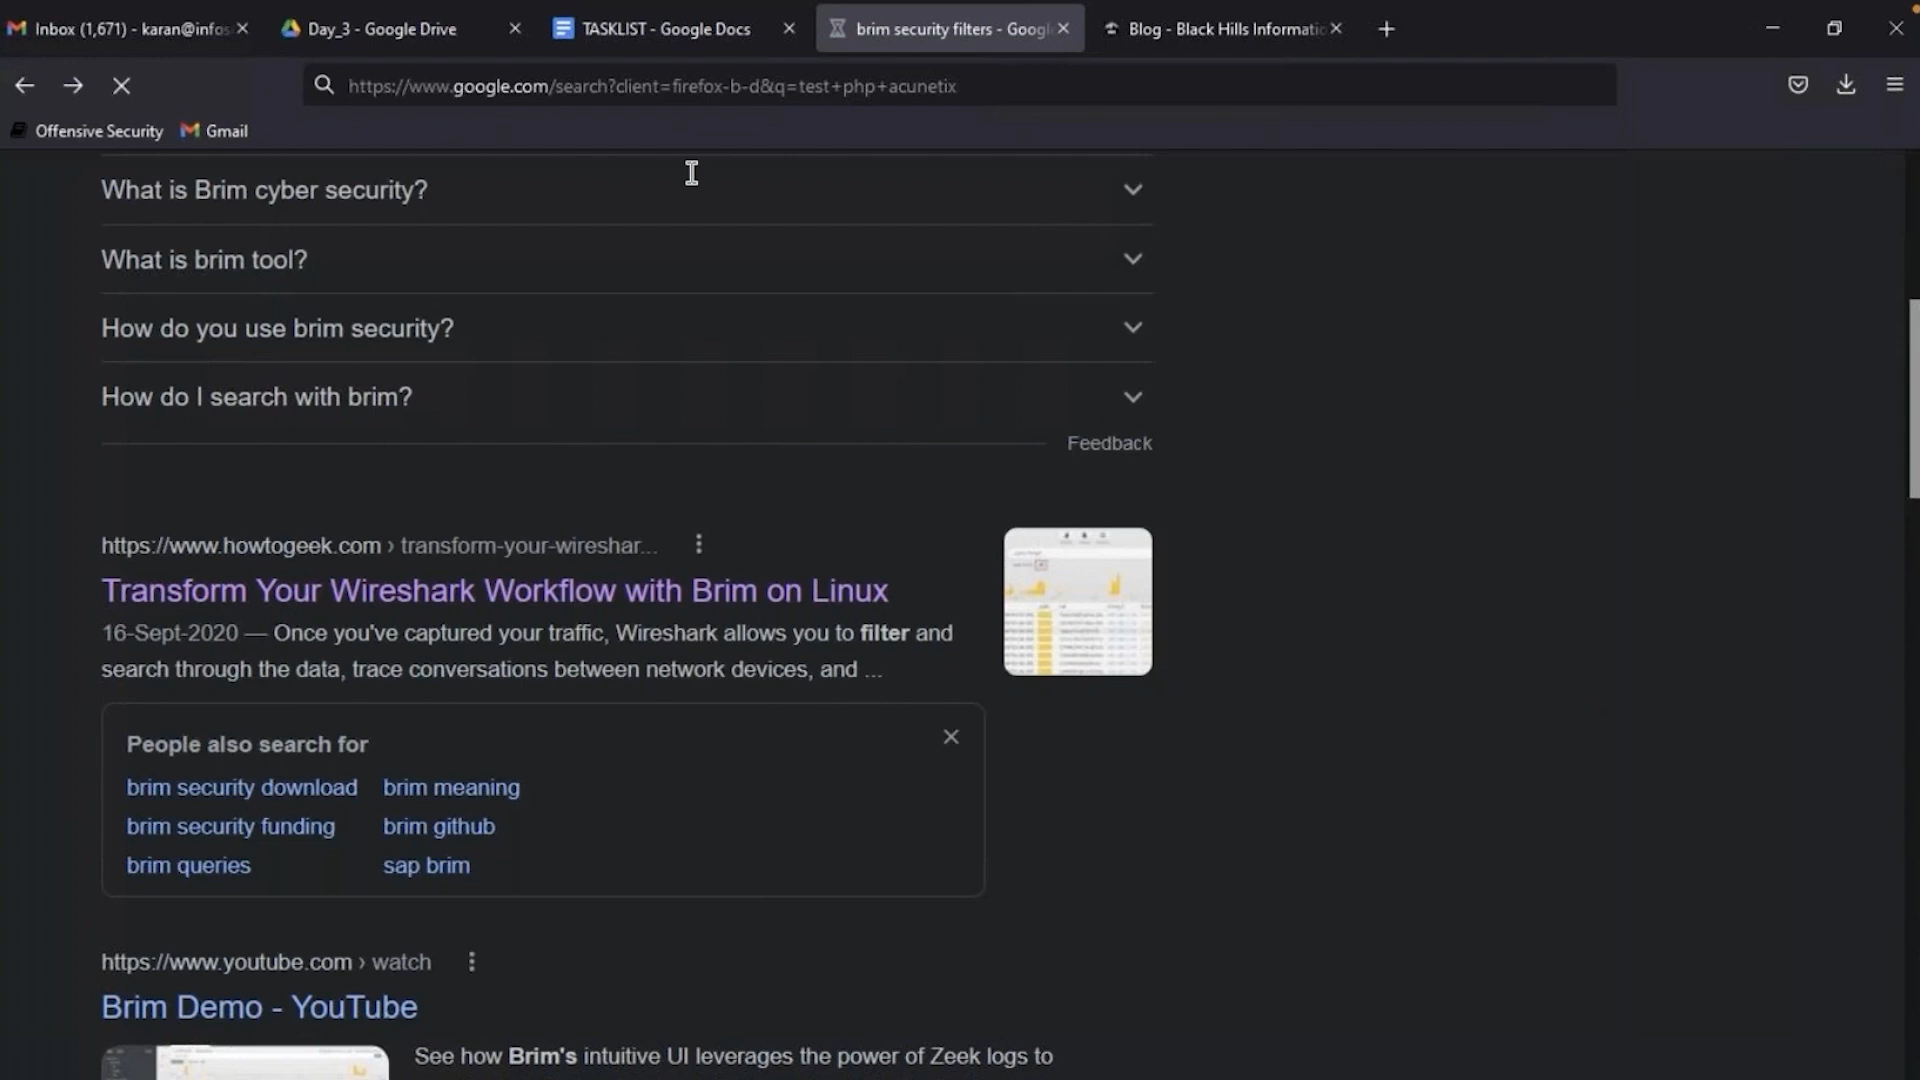 Inbox (1,671) - karan@infos
Day_3 - Google Drive
TASKLIST - Google Docs
brim security filters - Googl
Blog - Black Hills Informatio
https://www.google.com/search?client=firefox-b-d&q=test+php+acunetix
Offensive Security
Gmail
What is Brim cyber security?
What is brim tool?
How do you use brim security?
How do I search with brim?
Feedback
https://www.howtogeek.com › transform-your-wireshar...
Transform Your Wireshark Workflow with Brim on Linux
16-Sept-2020 — Once you've captured your traffic, Wireshark allows you to filter and
search through the data, trace conversations between network devices, and ...
People also search for
brim security download
brim meaning
brim security funding
brim github
brim queries
sap brim
https://www.youtube.com › watch
Brim Demo - YouTube
See how Brim's intuitive UI leverages the power of Zeek logs to